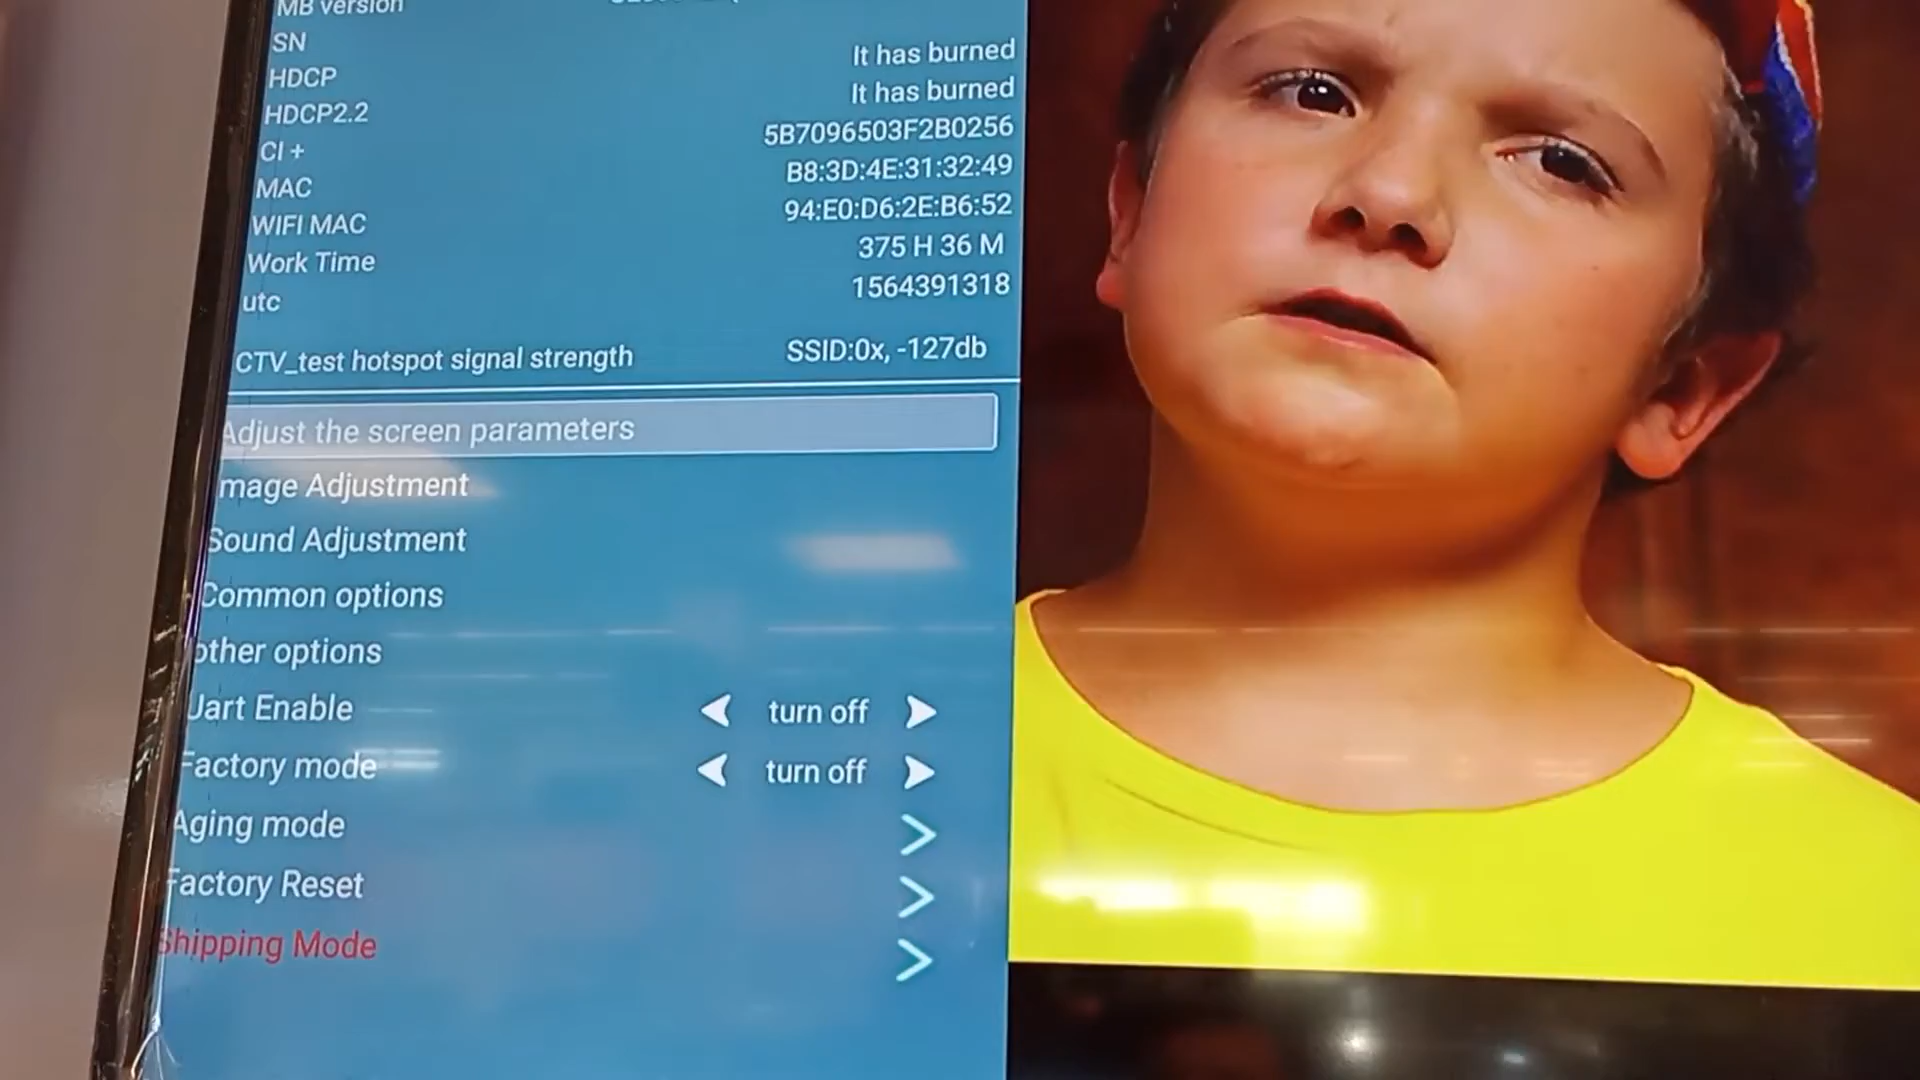 MB version
SN
HDCP It has burned
HDCP2.2 It has burned
CI + 5B7096503F2B0256
MAC B8:3D:4E:31:32:49
WIFI MAC 94:E0:D6:2E:B6:52
Work Time 375 H 36 M
utc 1564391318
CTV_test hotspot signal strength SSID:0x, -127db
Adjust the screen parameters
mage Adjustment
Sound Adjustment
Common options
other options
Uart Enable turn off
Factory mode turn off
Aging mode
Factory Reset
Shipping Mode